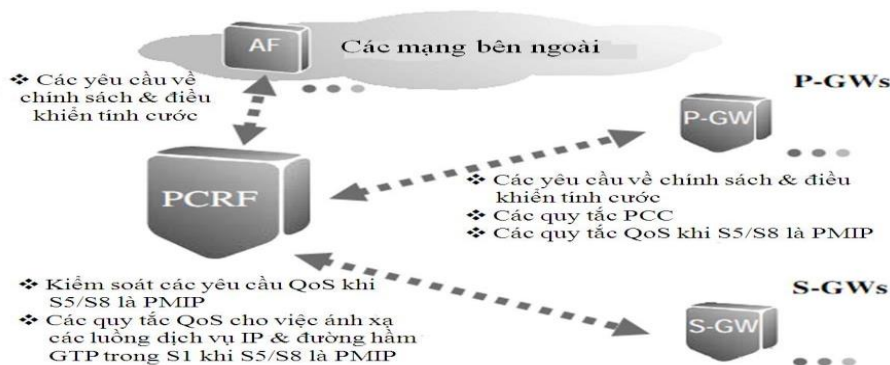 AF
Các mạng bên ngoài
❖ Các yêu cầu về
chính sách & điều
khiển tính cước
P-GWs
P-GW
PCRF
❖ Các yêu cầu về chính sách & điều
khiển tính cước
❖ Các quy tắc PCC
❖ Các quy tắc QoS khi S5/S8 là PMIP
❖ Kiểm soát các yêu cầu QoS khi
S5/S8 là PMIP
❖ Các quy tắc QoS cho việc ánh xạ
các luồng dịch vụ IP & đường hầm
GTP trong S1 khi S5/S8 là PMIP
S-GWs
S-GW